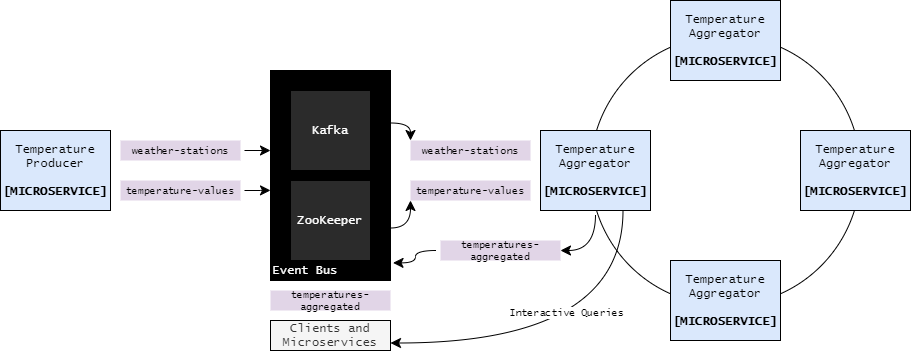 Temperature
Aggregator
[MICROSERVICE]
Temperature
Producer
[MICROSERVICE]
weather-stations
temperature-values
Kafka
ZooKeeper
Event Bus
weather-stations
temperature-values
temperatures-
aggregated
Temperature
Aggregator
[MICROSERVICE]
Temperature
Aggregator
[MICROSERVICE]
temperatures-
aggregated
Clients and
Microservices
Interactive Queries
Temperature
Aggregator
[MICROSERVICE]